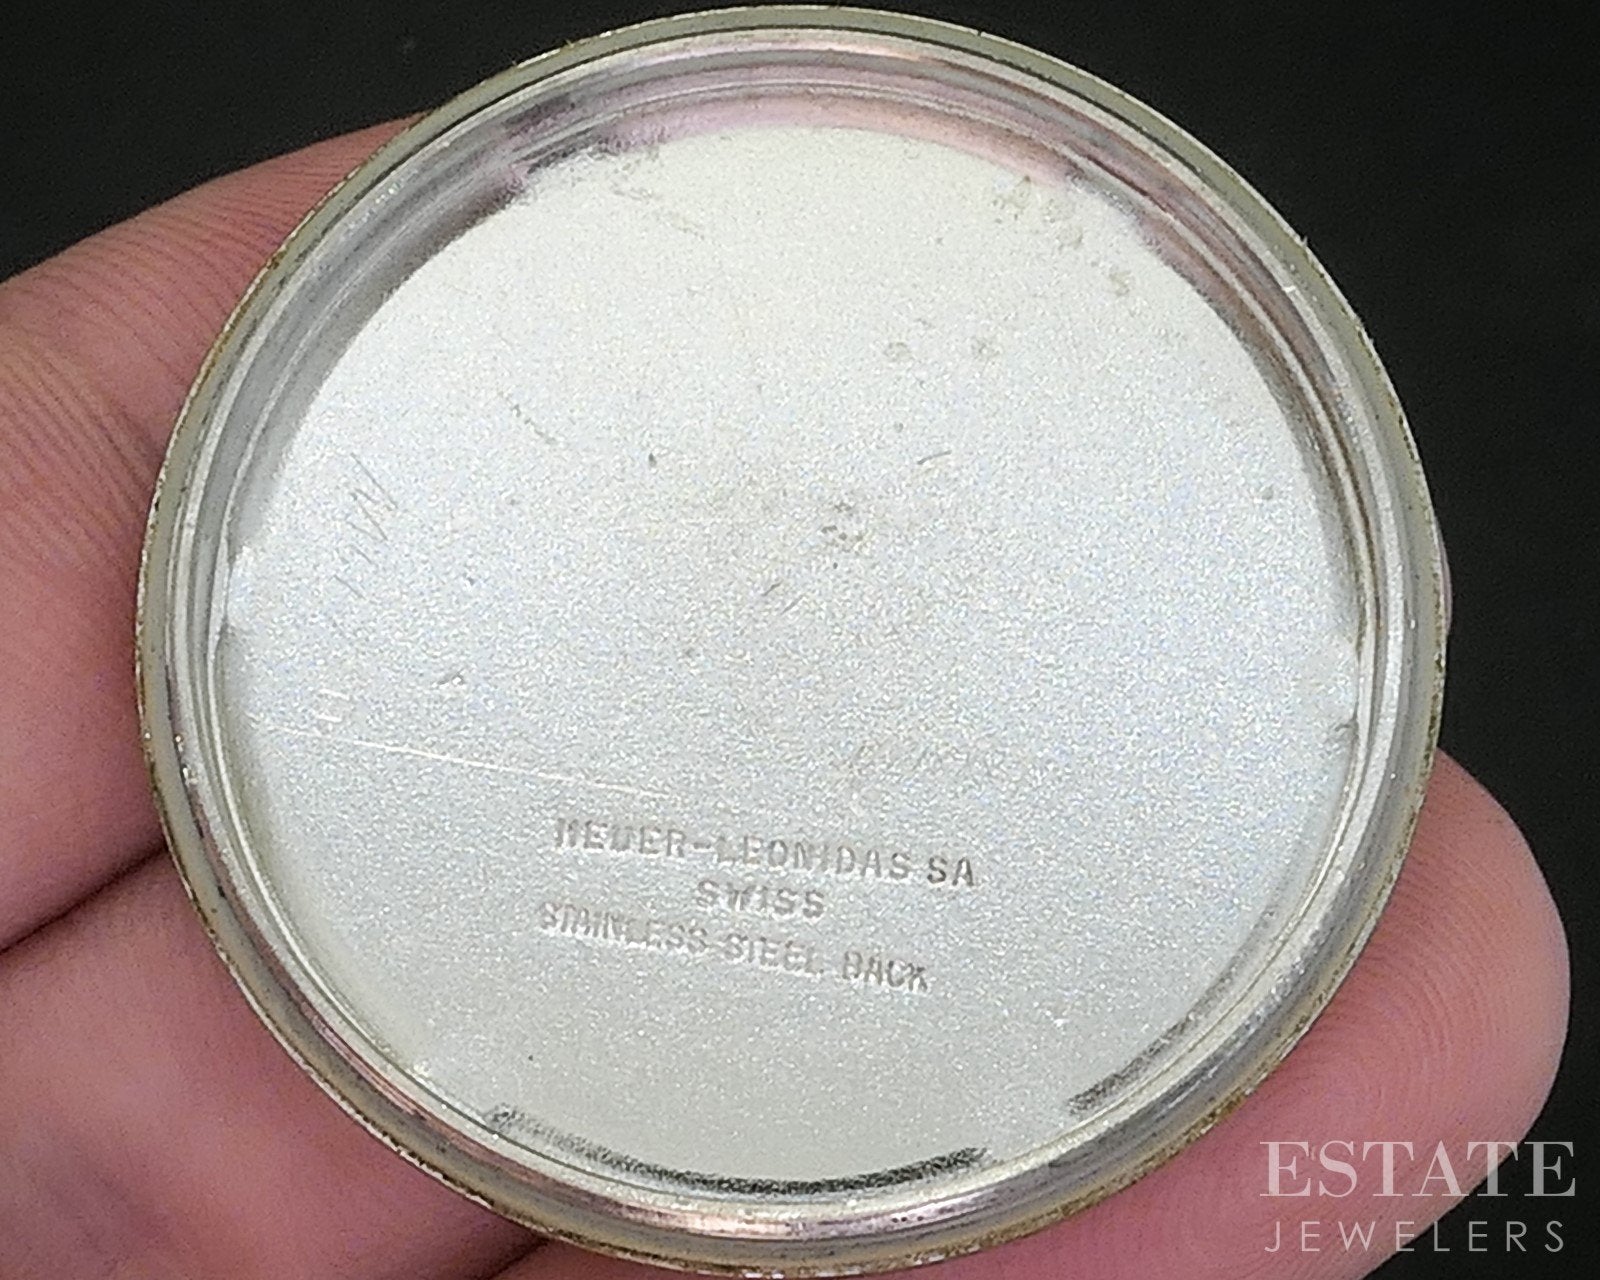 HEUER-LEONIDAS SA
SWISS
STAINLESS-STEEL BACK
ESTATE
JEWELERS